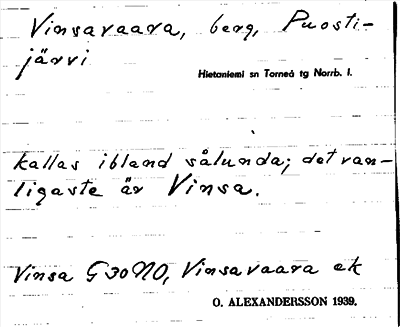 Vinsavaara, berg, Puosti-
järvi
Hietaniemi sn Torneå tg Norrb. l.
kallas ibland sålunda; det van-
ligaste är Vinsa.
Vinsa G30NO, Vinsavaara ek
O. ALEXANDERSSON 1939.